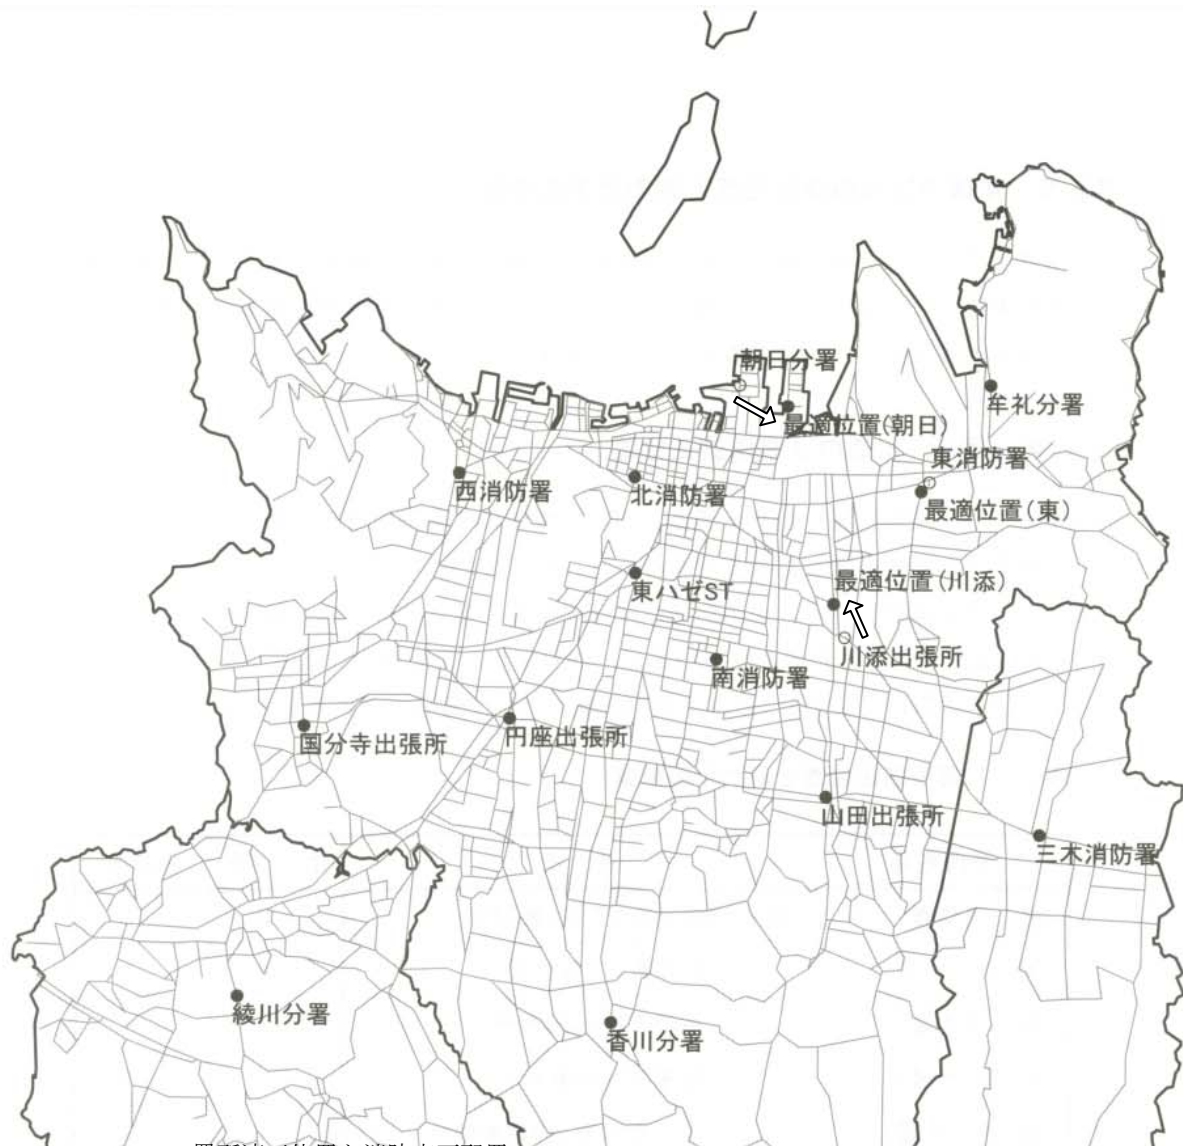 朝日分署
牟礼分署
最適位置(朝日)
東消防署
西消防署
北消防署
最適位置(東)
東ハゼST
最適位置(川添)
川添出張所
南消防署
国分寺出張所
円座出張所
山田出張所
三木消防署
綾川分署
香川分署